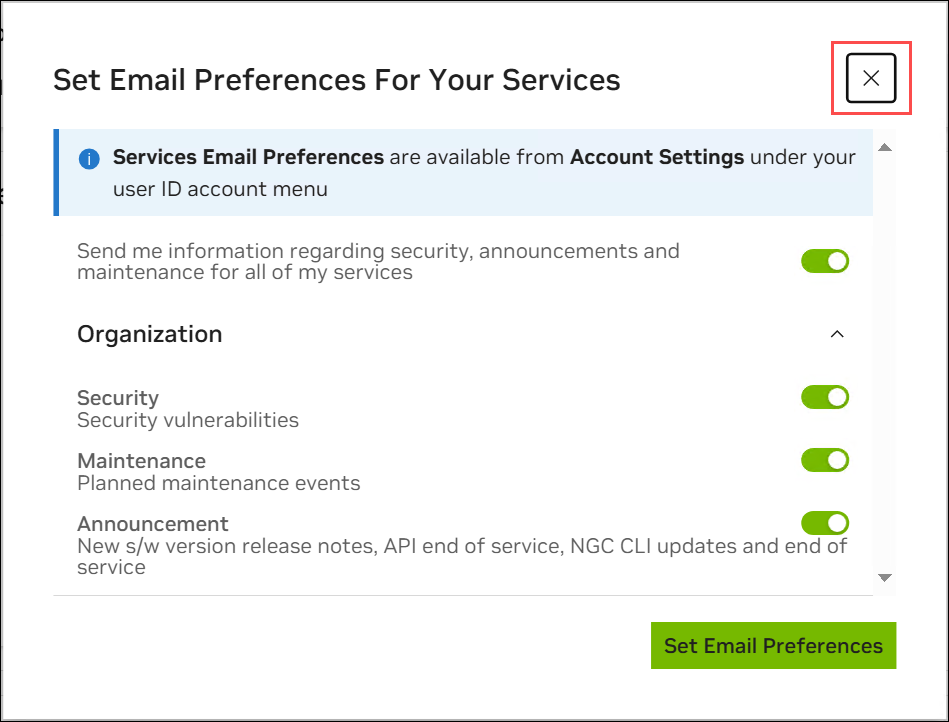 Set Email Preferences For Your Services
Services Email Preferences are available from Account Settings under your
user ID account menu
Send me information regarding security, announcements and
maintenance for all of my services
Organization
Security
Security vulnerabilities
Maintenance
Planned maintenance events
Announcement
New s/w version release notes, API end of service, NGC CLI updates and end of
service
Set Email Preferences